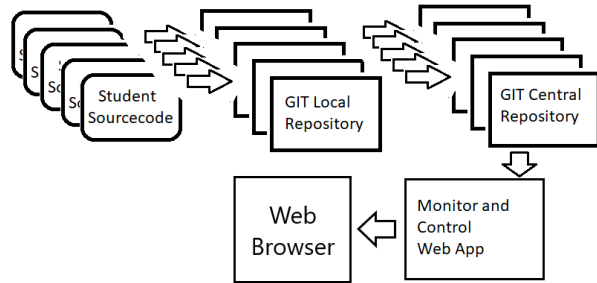 Student
Sourcecode
GIT Local
Repository
GIT Central
Repository
Web
Browser
Monitor and
Control
Web App